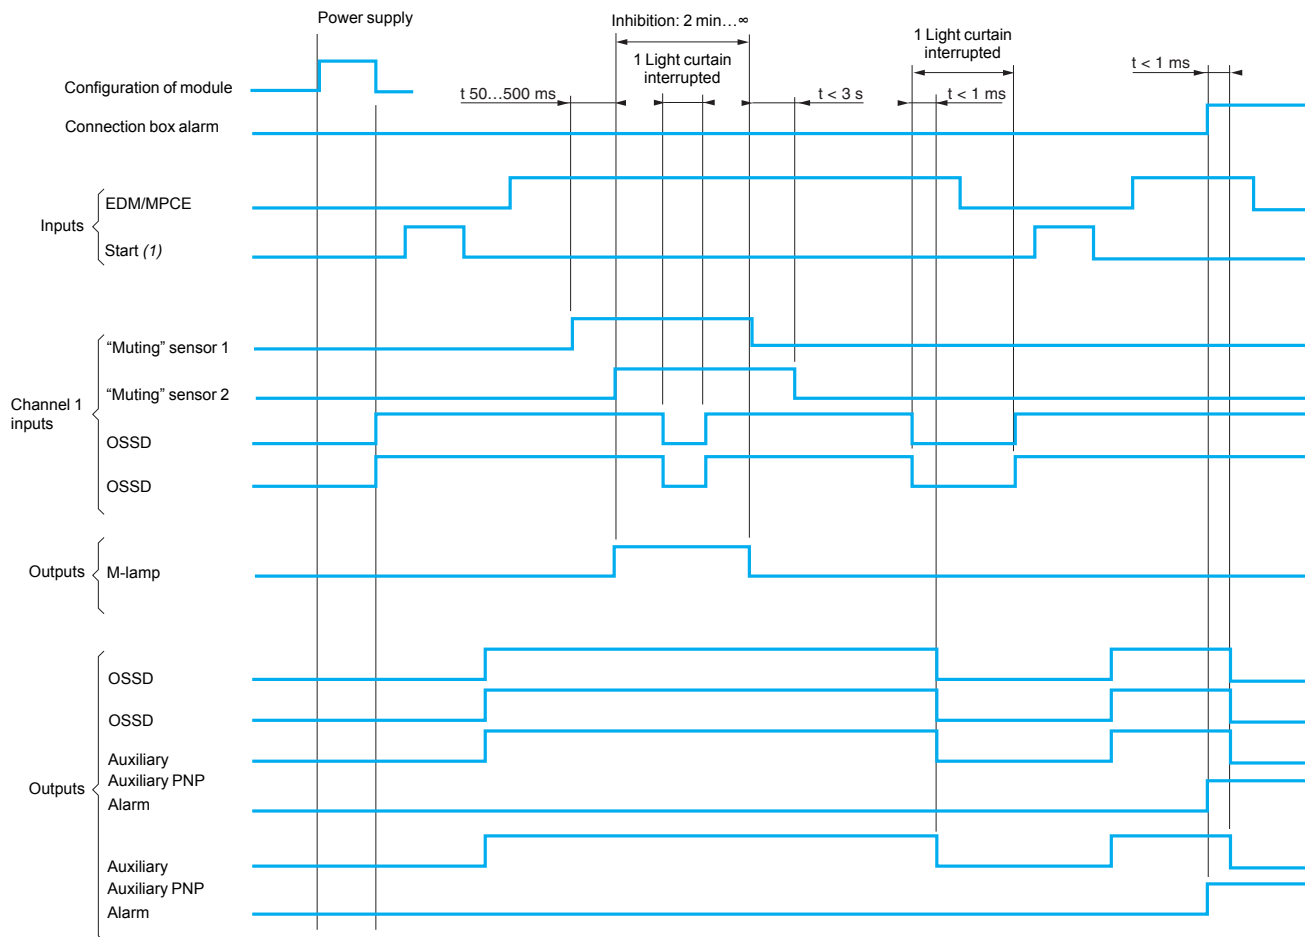 Power supply
Inhibition: 2 min…∞
1 Light curtain
interrupted
1 Light curtain
interrupted
t < 1 ms
Configuration of module
t 50…500 ms
t < 3 s
t < 1 ms
Connection box alarm
Inputs
EDM/MPCE
Start (1)
Channel 1
inputs
“Muting” sensor 1
“Muting” sensor 2
OSSD
OSSD
Outputs
M-lamp
Outputs
OSSD
OSSD
Auxiliary
Auxiliary PNP
Alarm
Auxiliary
Auxiliary PNP
Alarm